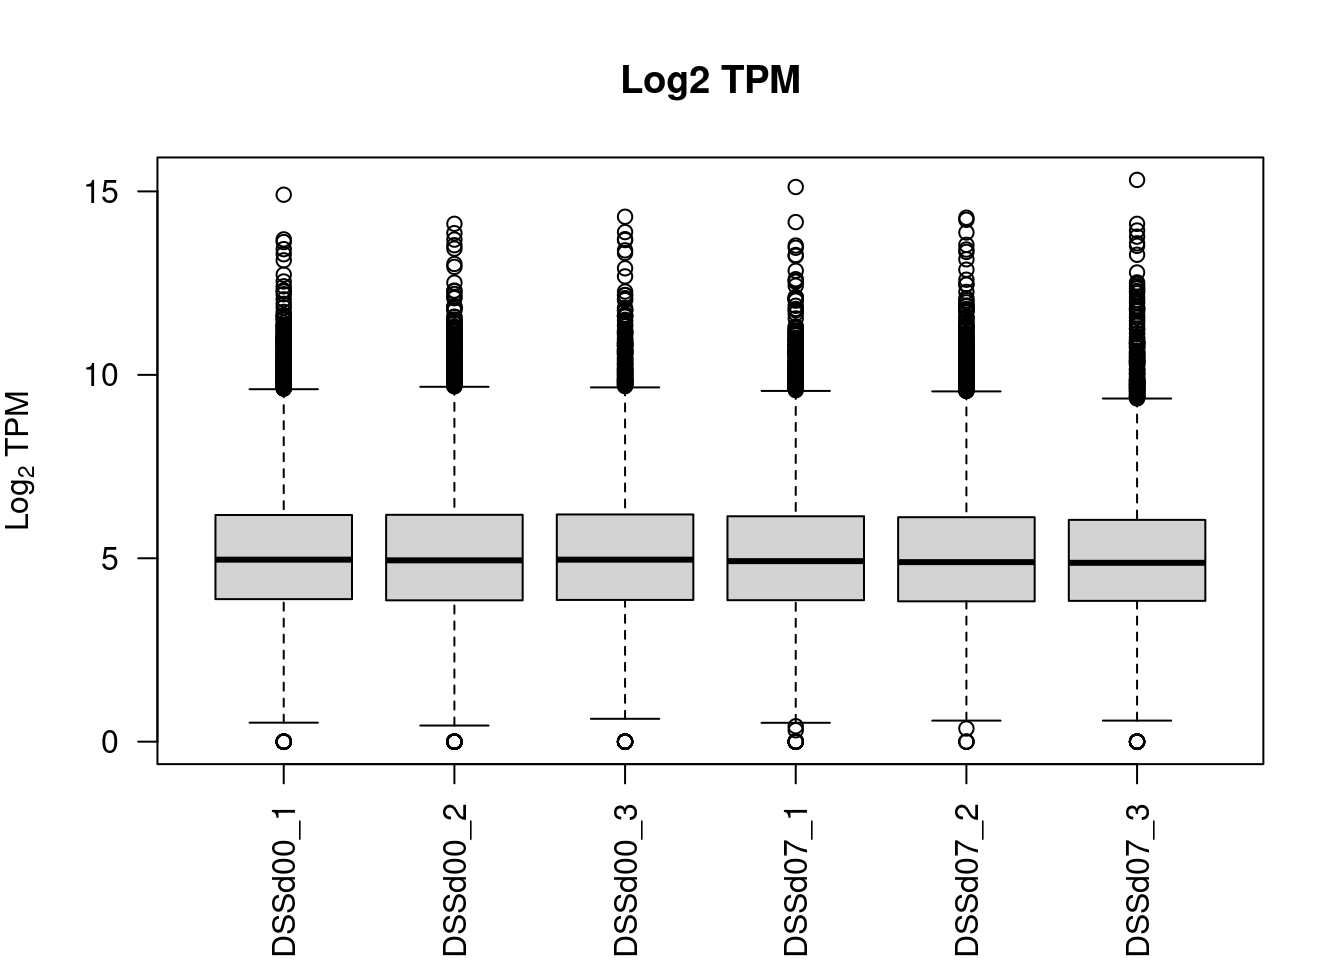 Log2 TPM
Log₂ TPM
15
10
5
0
DSSd00_1
DSSd00_2
DSSd00_3
DSSd07_1
DSSd07_2
DSSd07_3